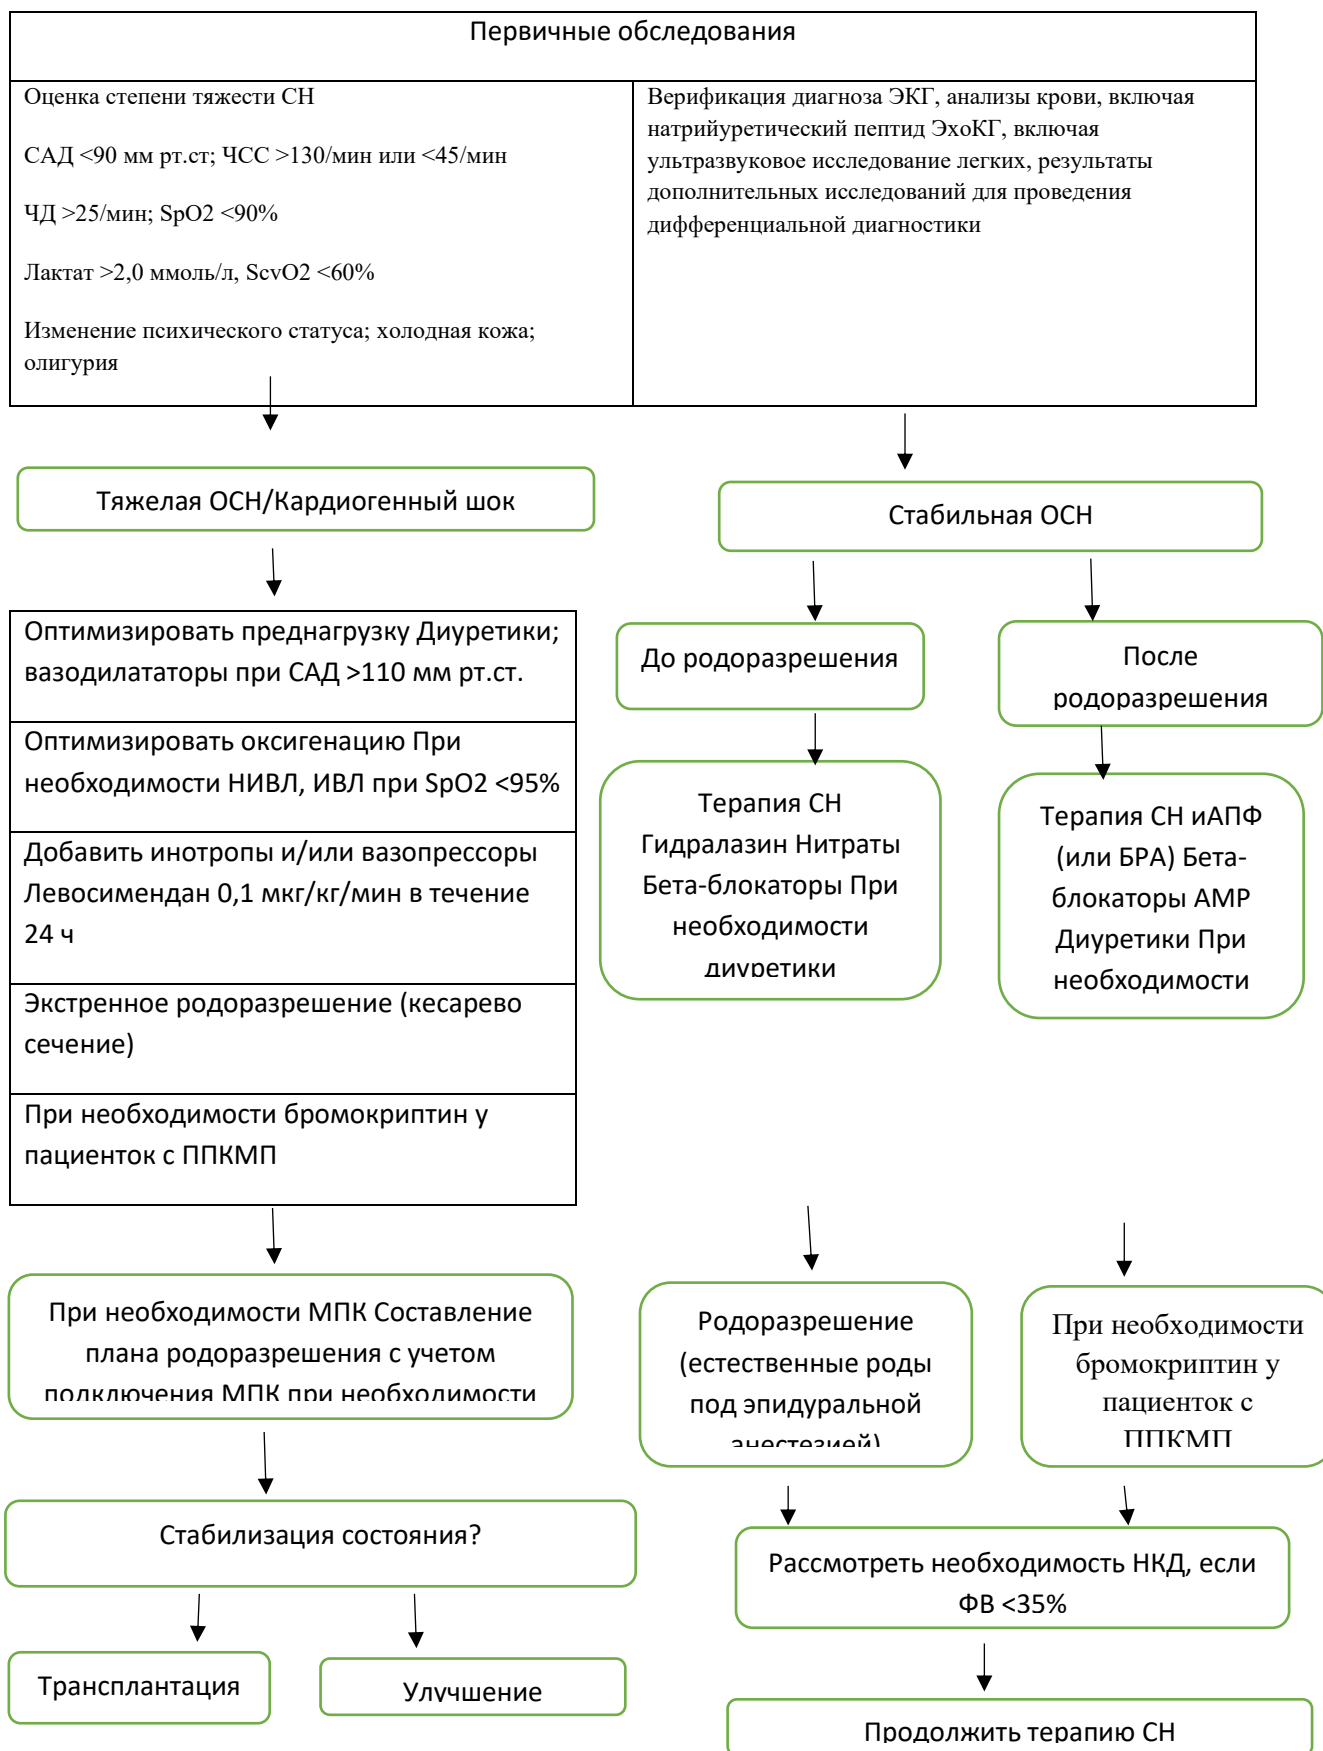 Первичные обследования
Оценка степени тяжести СН
САД <90 мм рт.ст; ЧСС >130/мин или <45/мин
ЧД >25/мин; SpO2 <90%
Лактат >2,0 ммоль/л, ScvO2 <60%
Изменение психического статуса; холодная кожа;
олигурия
Верификация диагноза ЭКГ, анализы крови, включая
натрийуретический пептид ЭхоКГ, включая
ультразвуковое исследование легких, результаты
дополнительных исследований для проведения
дифференциальной диагностики
Тяжелая ОСН/Кардиогенный шок
Стабильная ОСН
Оптимизировать преднагрузку Диуретики;
вазодилататоры при САД >110 мм рт.ст.
Оптимизировать оксигенацию При
необходимости НИВЛ, ИВЛ при SpO2 <95%
Добавить инотропы и/или вазопрессоры
Левосимендан 0,1 мкг/кг/мин в течение
24 ч
Экстренное родоразрешение (кесарево
сечение)
При необходимости бромокриптин у
пациенток с ППКМП
До родоразрешения
После
родоразрешения
Терапия СН
Гидралазин Нитраты
Бета-блокаторы При
необходимости
диуретики
Терапия СН иАПФ
(или БРА) Бета-
блокаторы АМР
Диуретики При
необходимости
При необходимости МПК Составление
плана родоразрешения с учетом
подключения МПК при необходимости
Родоразрешение
(естественные роды
под эпидуральной
анестезией)
При необходимости
бромокриптин у
пациенток с
ППКМП
Стабилизация состояния?
Рассмотреть необходимость НКД, если
ФВ <35%
Трансплантация
Улучшение
Продолжить терапию СН